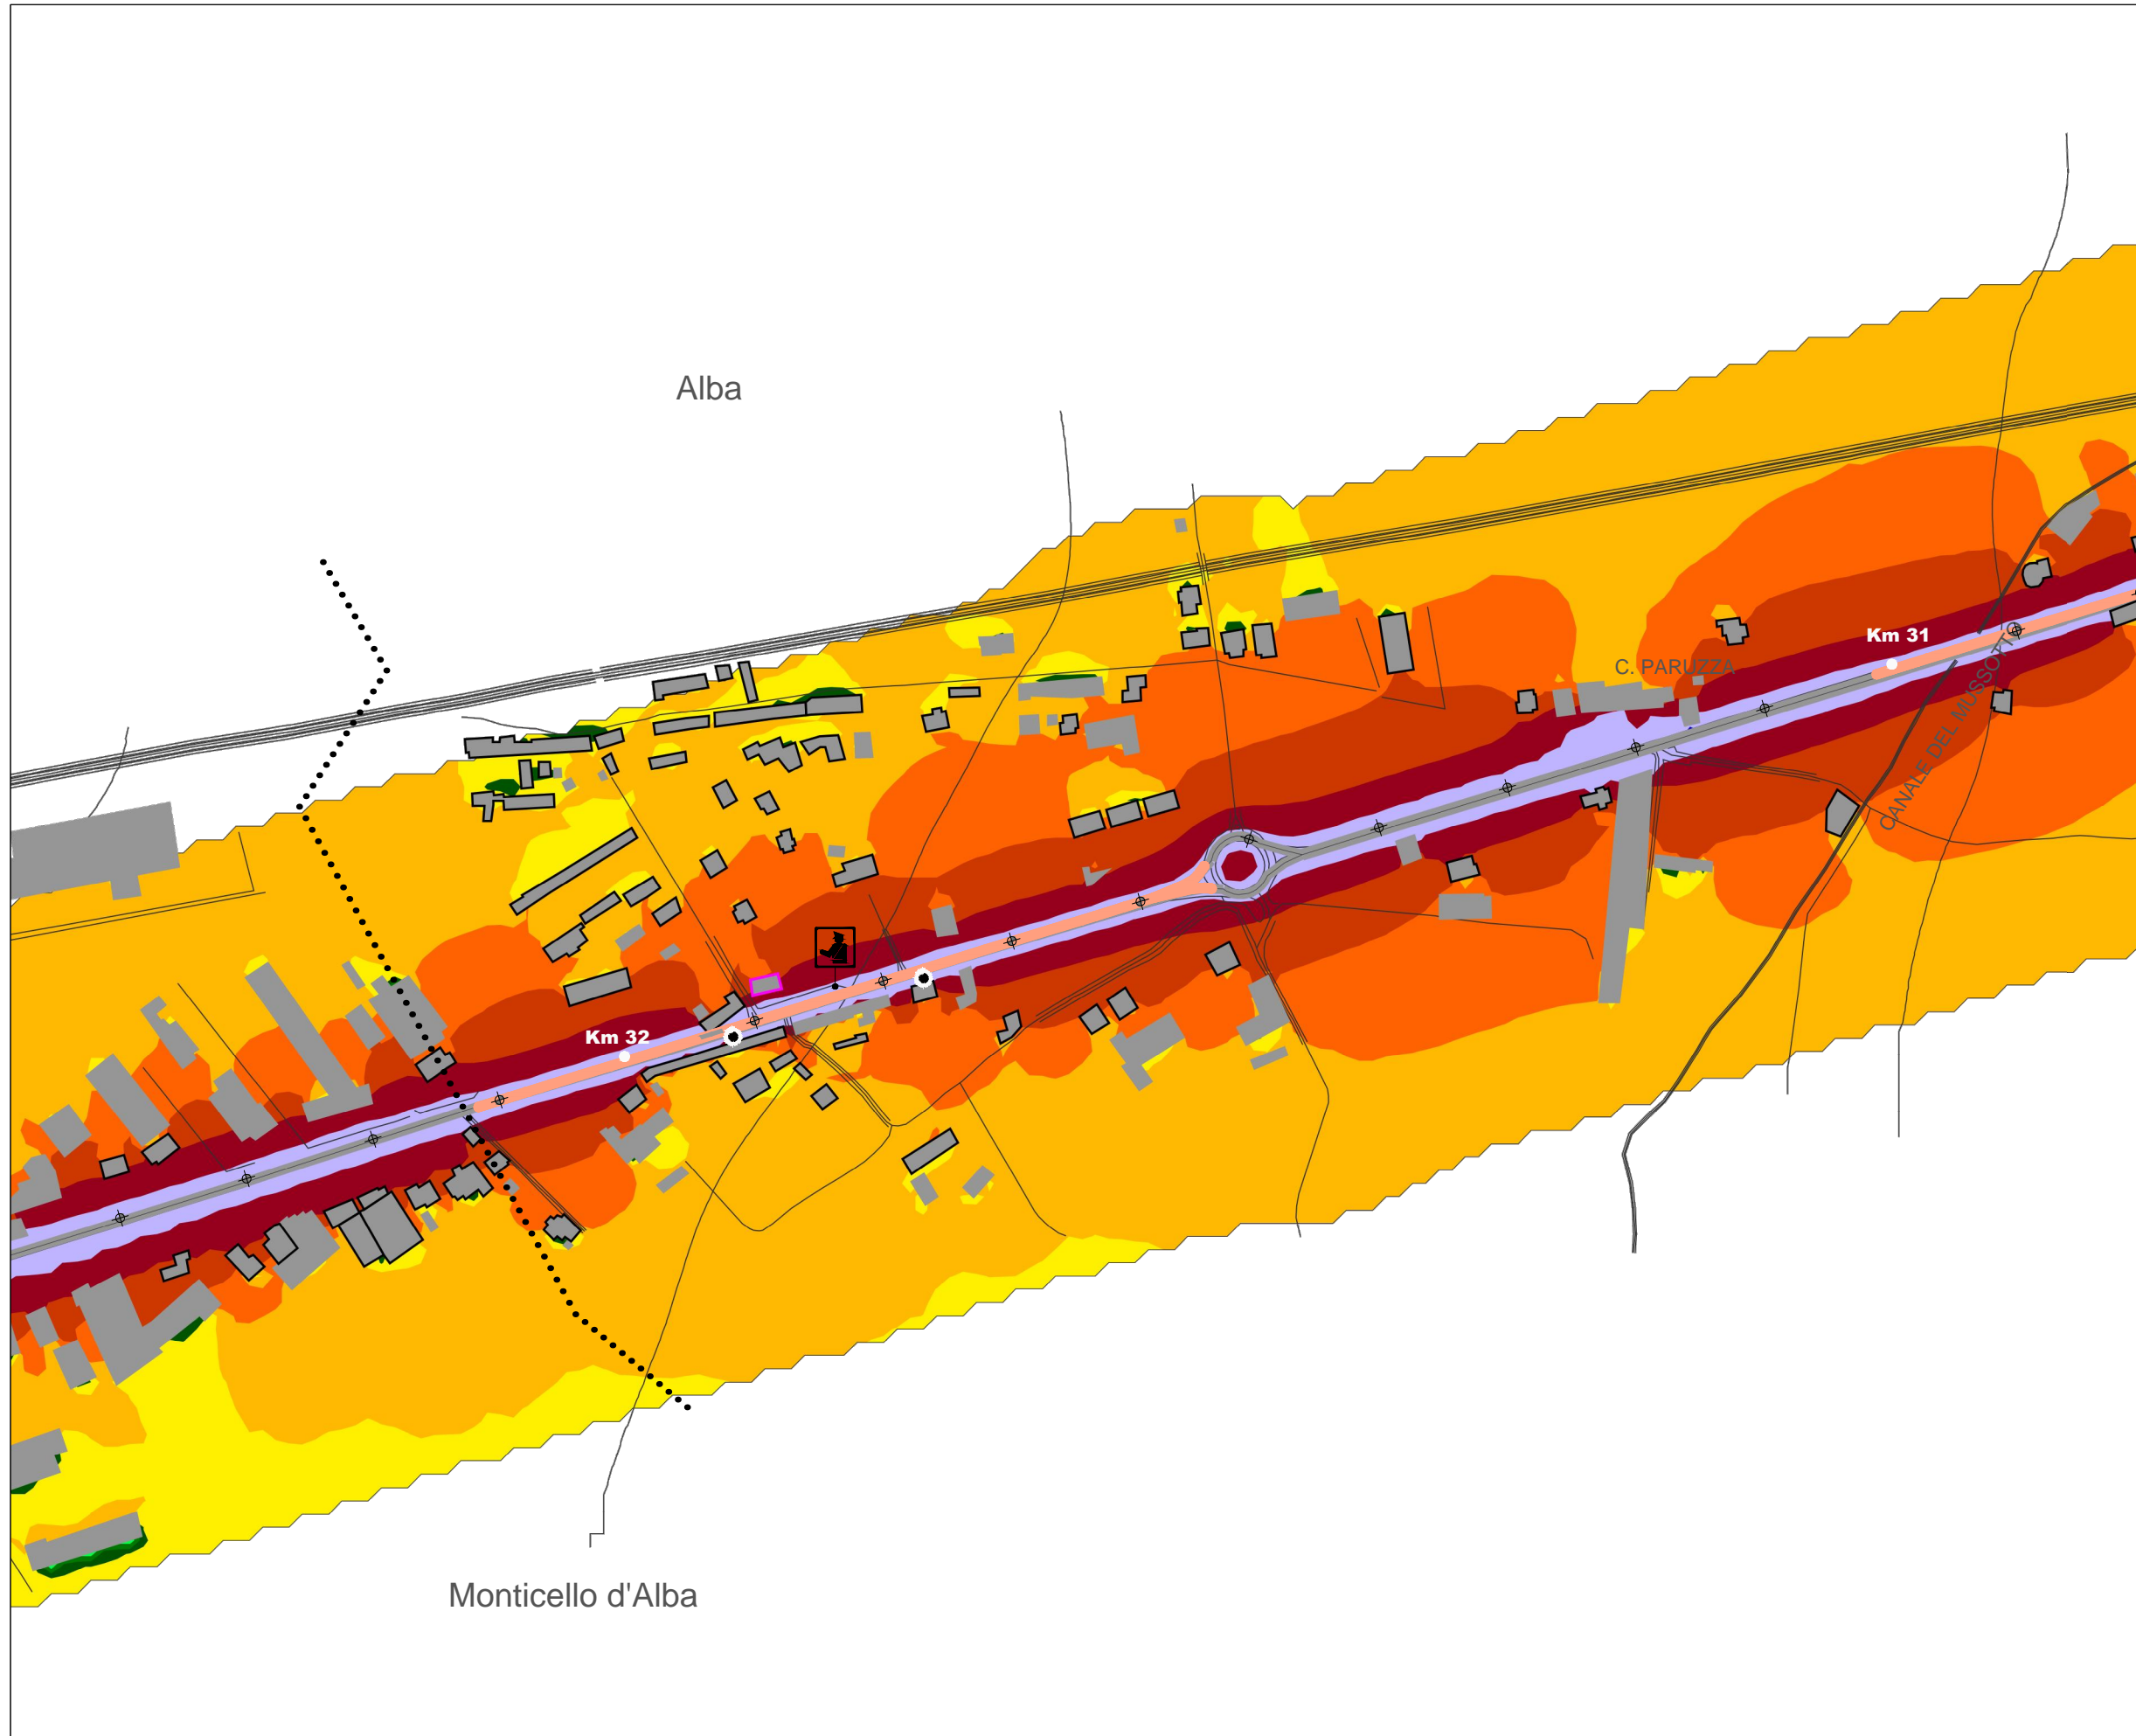 Alba
Km 31
C. PARUZZA
CANALE DEL MUSSOTTO
Km 32
Monticello d'Alba